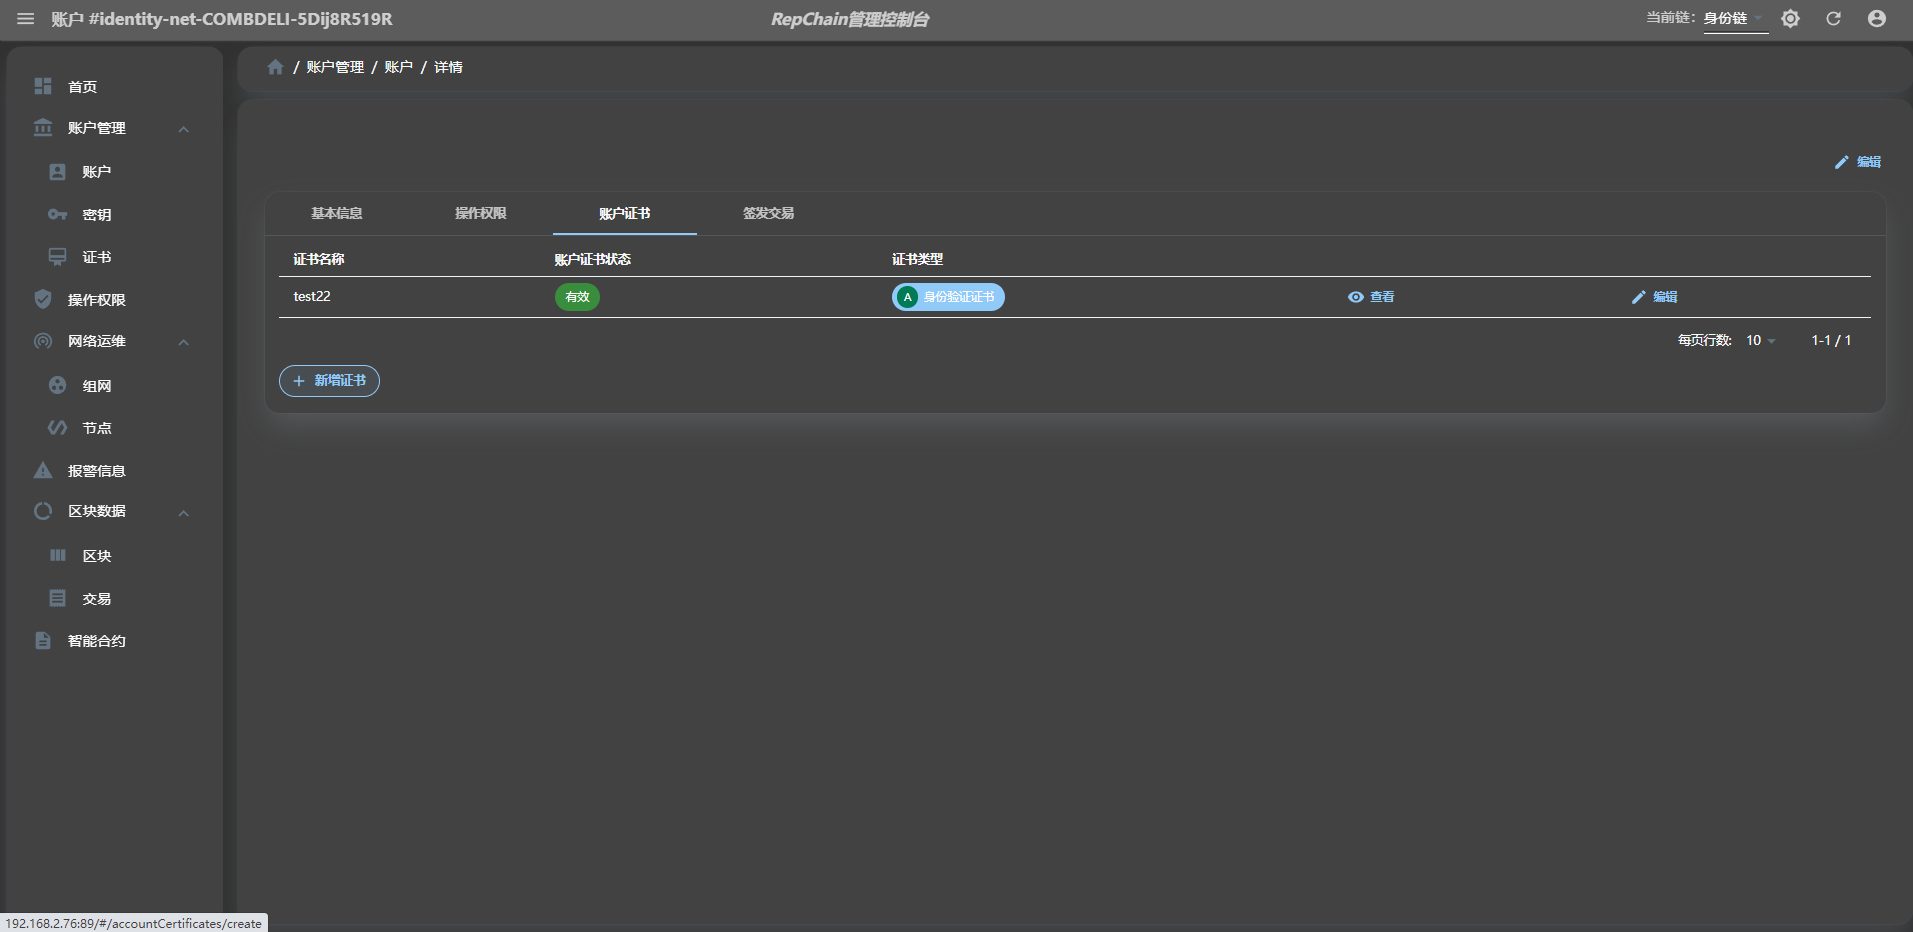 账户 #identity-net-COMBDELI-5Dij8R519R
RepChain管理控制台
当前链: 身份链
首页
账户管理
账户
密钥
证书
操作权限
网络运维
组网
节点
报警信息
区块数据
区块
交易
智能合约
/ 账户管理 / 账户 / 详情
编辑
基本信息 操作权限 账户证书 签发交易
证书名称 账户证书状态 证书类型
test22 有效 A 身份验证证书 查看 编辑
每页行数: 10 1-1 / 1
新增证书
192.168.2.76:89/#/accountCertificates/create